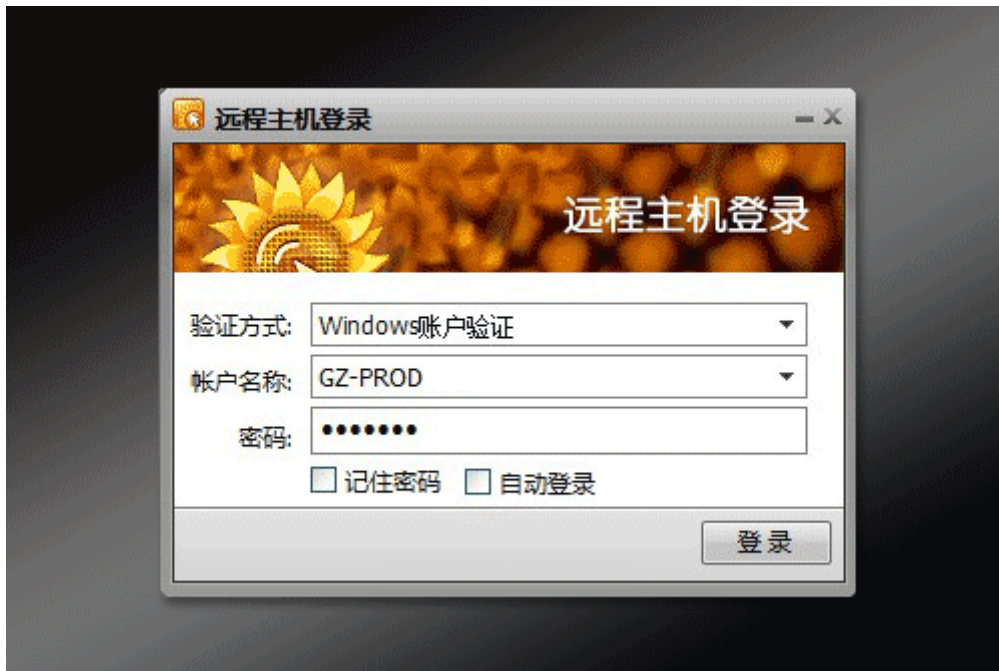 远程主机登录
远程主机登录
验证方式: Windows账户验证
帐户名称: GZ-PROD
密码: •••••••
记住密码 自动登录
登录